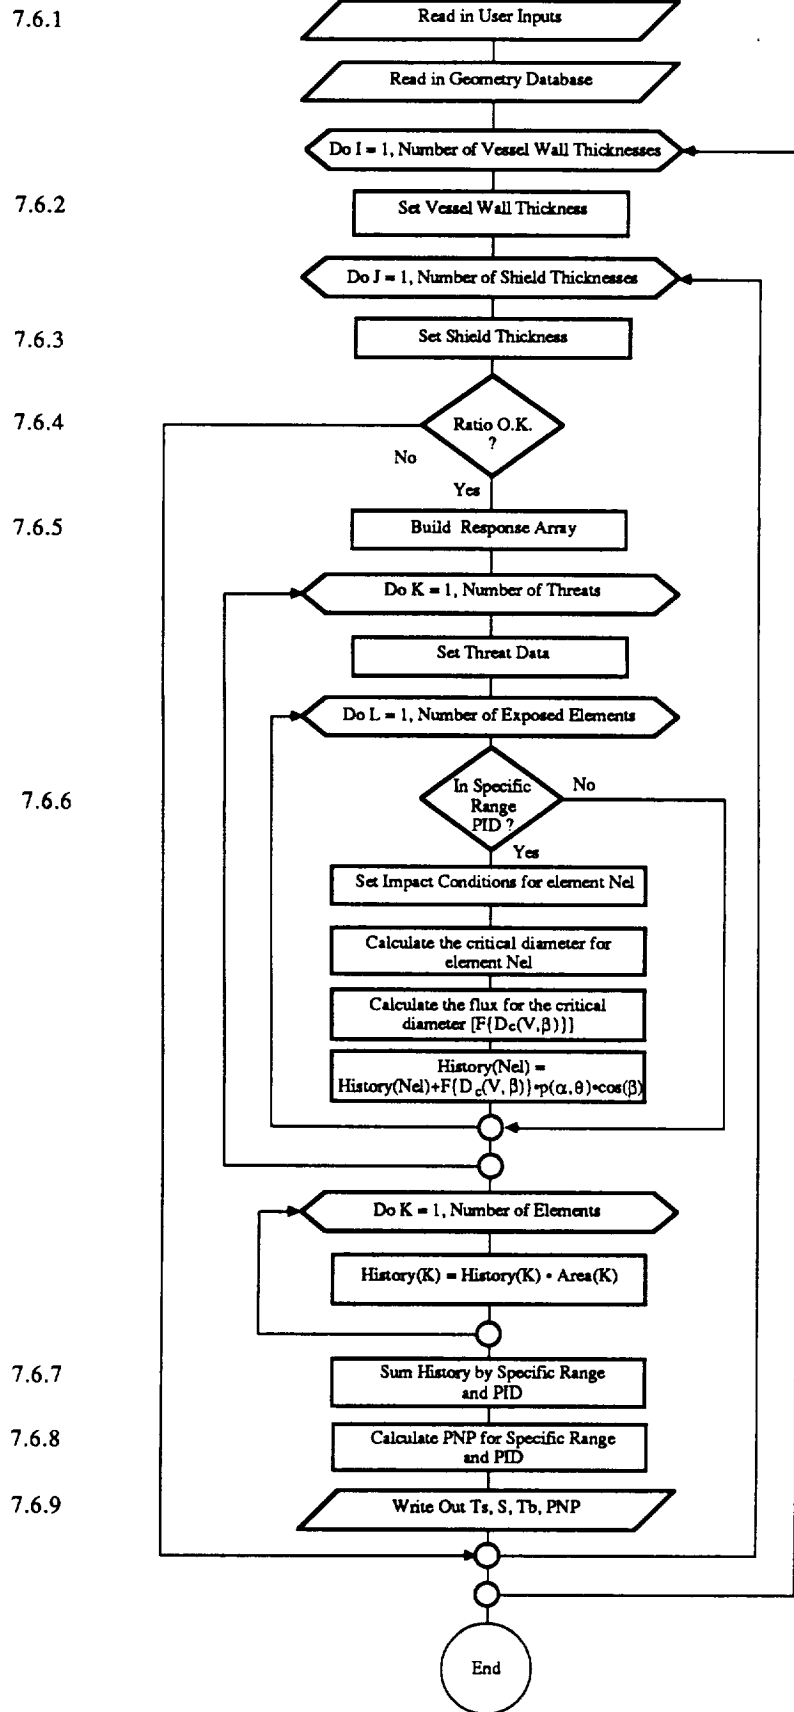 7.6.1
Read in User Inputs
Read in Geometry Database
Do I = 1, Number of Vessel Wall Thicknesses
7.6.2
Set Vessel Wall Thickness
Do J = 1, Number of Shield Thicknesses
7.6.3
Set Shield Thickness
7.6.4
Ratio O.K.
?
No
Yes
7.6.5
Build Response Array
Do K = 1, Number of Threats
Set Threat Data
Do L = 1, Number of Exposed Elements
7.6.6
In Specific
Range
PID ?
No
Yes
Set Impact Conditions for element Nel
Calculate the critical diameter for
element Nel
Calculate the flux for the critical
diameter [F{Dc(V,β)}]
History(Nel) =
History(Nel)+F{Dc(V, β)}•p(α,θ)•cos(β)
Do K = 1, Number of Elements
History(K) = History(K) • Area(K)
7.6.7
Sum History by Specific Range
and PID
7.6.8
Calculate PNP for Specific Range
and PID
7.6.9
Write Out Ts, S, Tb, PNP
End